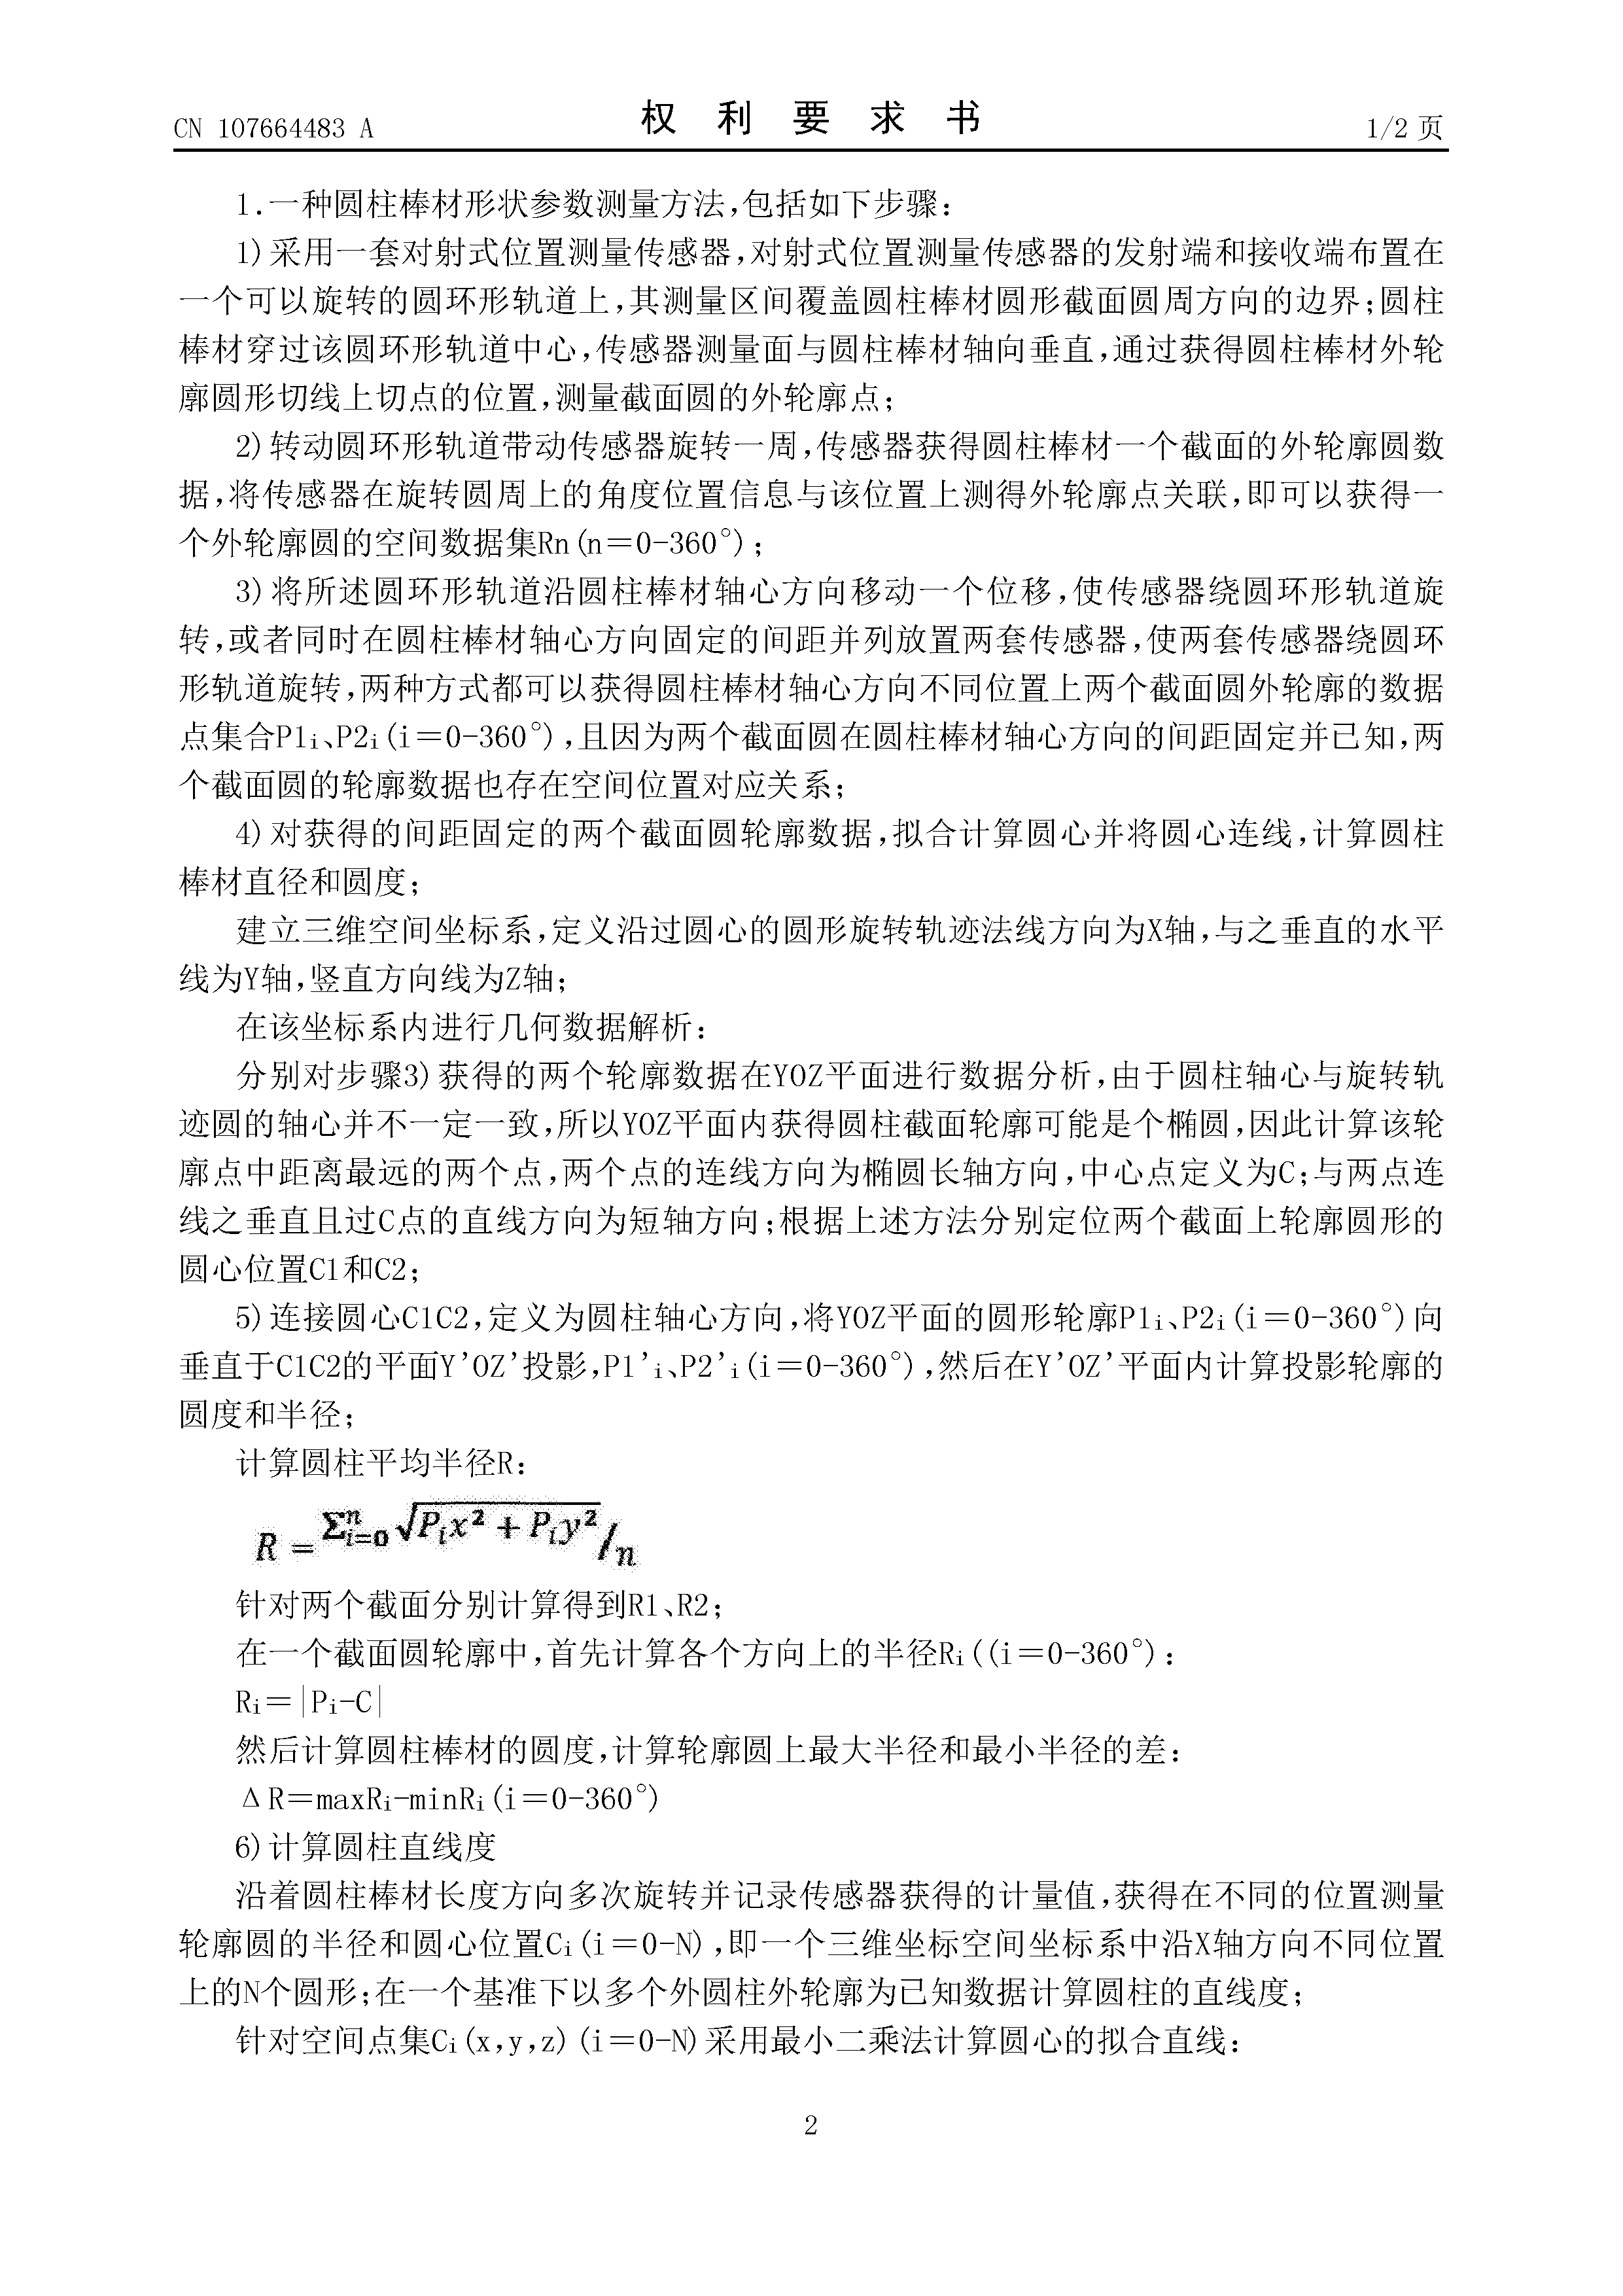 CN 107664483 A 权利要求书 1/2 页
1.一种圆柱棒材形状参数测量方法,包括如下步骤:
1)采用一套对射式位置测量传感器,对射式位置测量传感器的发射端和接收端布置在
一个可以旋转的圆环形轨道上,其测量区间覆盖圆柱棒材圆形截面圆周方向的边界;圆柱
棒材穿过该圆环形轨道中心,传感器测量面与圆柱棒材轴向垂直,通过获得圆柱棒材外轮
廓圆形切线上切点的位置,测量截面圆的外轮廓点;
2)转动圆环形轨道带动传感器旋转一周,传感器获得圆柱棒材一个截面的外轮廓圆数
据,将传感器在旋转圆周上的角度位置信息与该位置上测得外轮廓点关联,即可以获得一
个外轮廓圆的空间数据集Rn(n=0-360°);
3)将所述圆环形轨道沿圆柱棒材轴心方向移动一个位移,使传感器绕圆环形轨道旋
转,或者同时在圆柱棒材轴心方向固定的间距并列放置两套传感器,使两套传感器绕圆环
形轨道旋转,两种方式都可以获得圆柱棒材轴心方向不同位置上两个截面圆外轮廓的数据
点集合P1i、P2i(i=0-360°),且因为两个截面圆在圆柱棒材轴心方向的间距固定并已知,两
个截面圆的轮廓数据也存在空间位置对应关系;
4)对获得的间距固定的两个截面圆轮廓数据,拟合计算圆心并将圆心连线,计算圆柱
棒材直径和圆度;
建立三维空间坐标系,定义沿过圆心的圆形旋转轨迹法线方向为X轴,与之垂直的水平
线为Y轴,竖直方向线为Z轴;
在该坐标系内进行几何数据解析:
分别对步骤3)获得的两个轮廓数据在YOZ平面进行数据分析,由于圆柱轴心与旋转轨
迹圆的轴心并不一定一致,所以YOZ平面内获得圆柱截面轮廓可能是个椭圆,因此计算该轮
廓点中距离最远的两个点,两个点的连线方向为椭圆长轴方向,中心点定义为C;与两点连
线之垂直且过C点的直线方向为短轴方向;根据上述方法分别定位两个截面上轮廓圆形的
圆心位置C1和C2;
5)连接圆心C1C2,定义为圆柱轴心方向,将YOZ平面的圆形轮廓P1i、P2i(i=0-360°)向
垂直于C1C2的平面Y'OZ'投影,P1'i、P2'i(i=0-360°),然后在Y'OZ'平面内计算投影轮廓的
圆度和半径;
计算圆柱平均半径R:
R = Σⁿᵢ₌₀ √(Pᵢx² + Pᵢy²) / n
针对两个截面分别计算得到R1、R2;
在一个截面圆轮廓中,首先计算各个方向上的半径Ri((i=0-360°):
Ri=|Pi-C|
然后计算圆柱棒材的圆度,计算轮廓圆上最大半径和最小半径的差:
ΔR=maxRi-minRi(i=0-360°)
6)计算圆柱直线度
沿着圆柱棒材长度方向多次旋转并记录传感器获得的计量值,获得在不同的位置测量
轮廓圆的半径和圆心位置Ci(i=0-N),即一个三维坐标空间坐标系中沿X轴方向不同位置
上的N个圆形;在一个基准下以多个外圆柱外轮廓为已知数据计算圆柱的直线度;
针对空间点集Ci(x,y,z)(i=0-N)采用最小二乘法计算圆心的拟合直线:
2